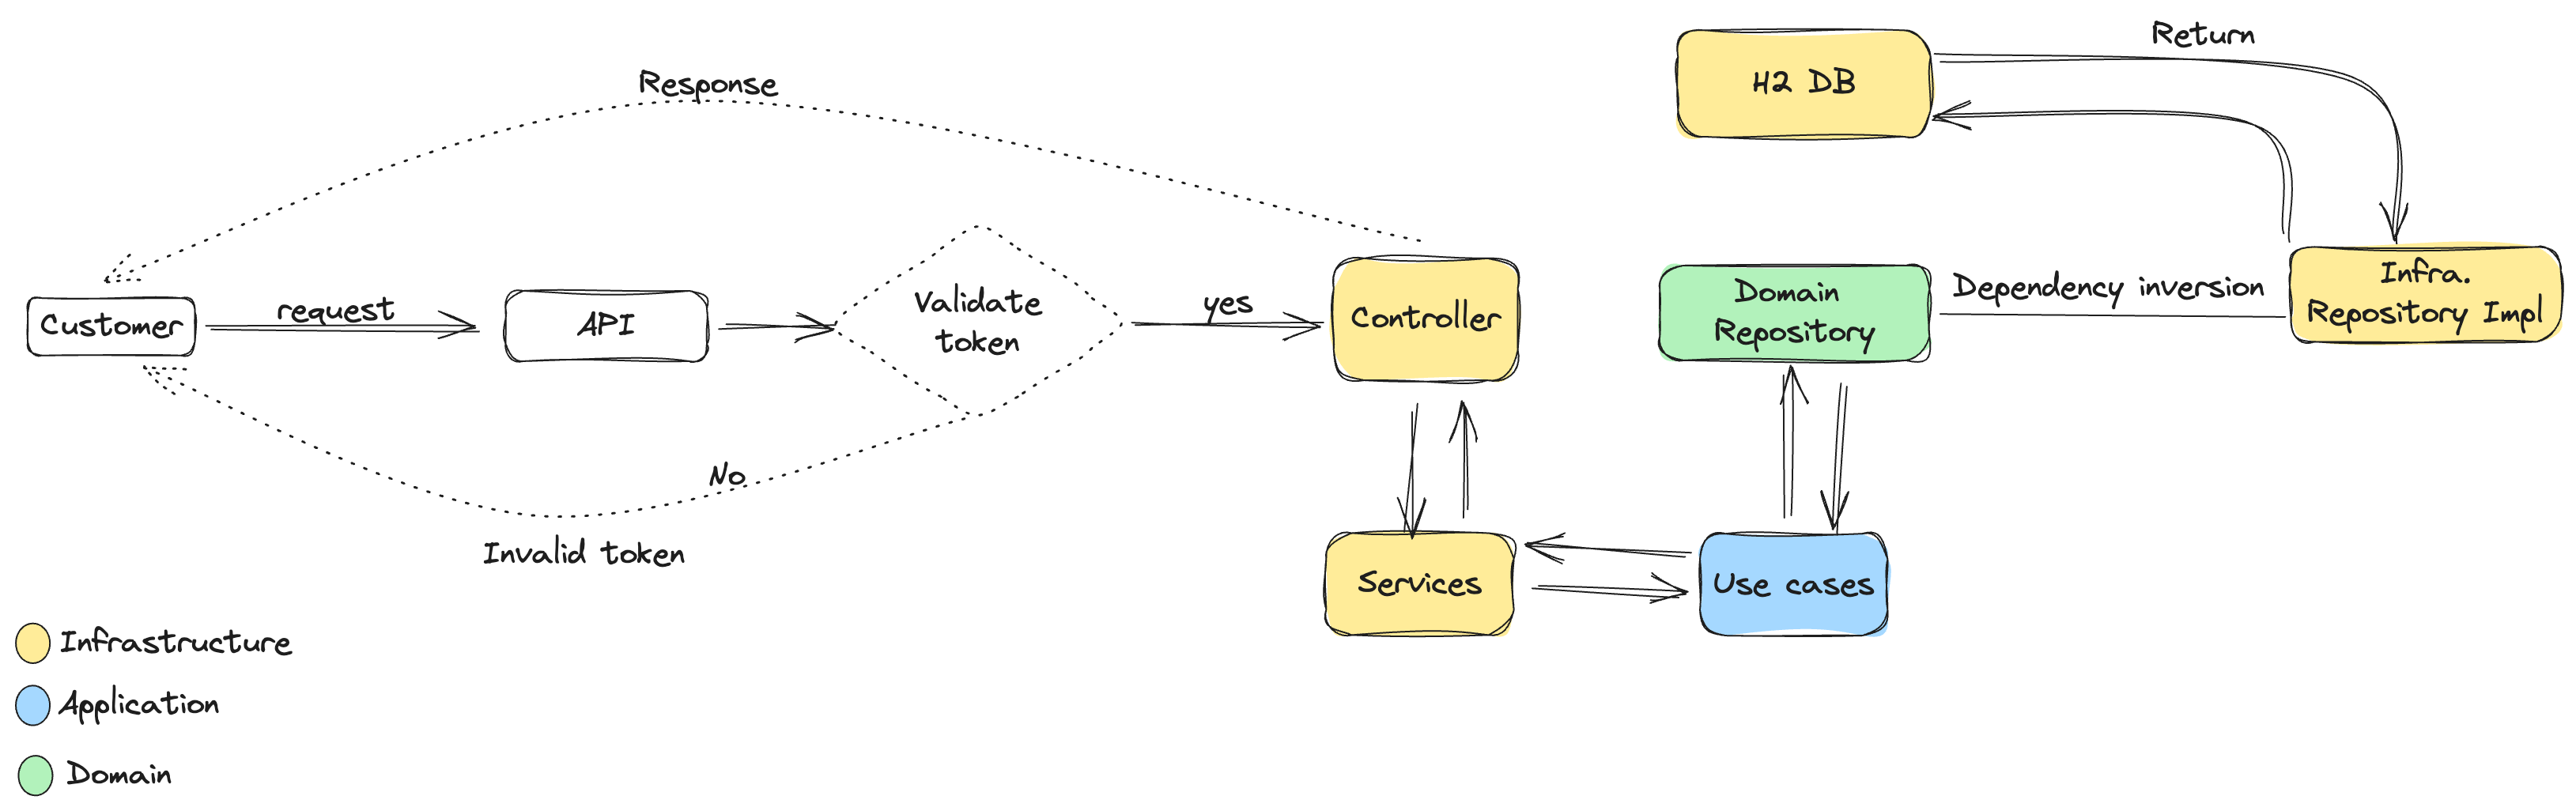 Return
H2 DB
Response
Customer
request
API
Validate
token
yes
Controller
Domain
Repository
Dependency inversion
Infra.
Repository Impl
No
Invalid token
Services
Use cases
Infrastructure
Application
Domain